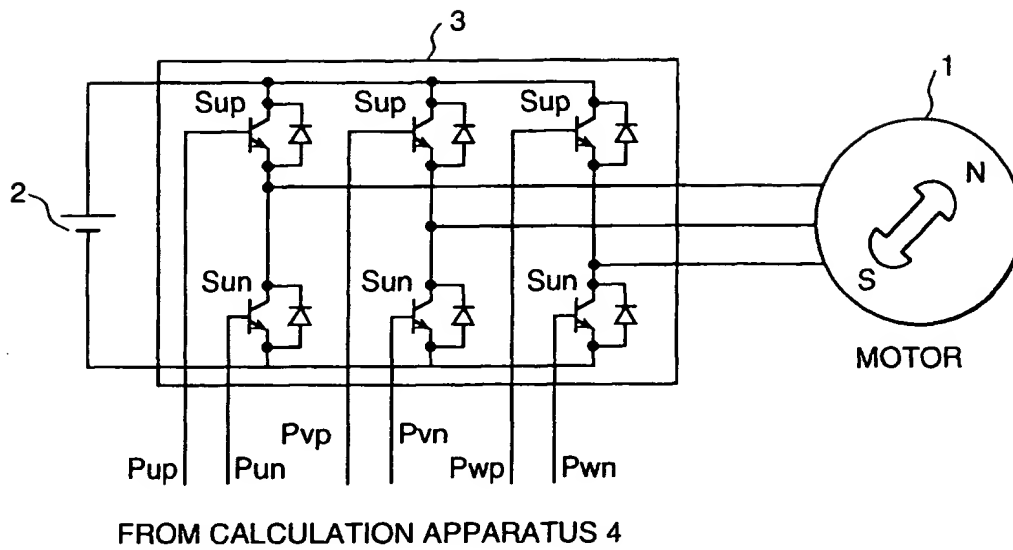 3
1
Sup Sup Sup
N
2
S
Sun Sun Sun
MOTOR
Pvp Pvn
Pup Pun Pwp Pwn
FROM CALCULATION APPARATUS 4